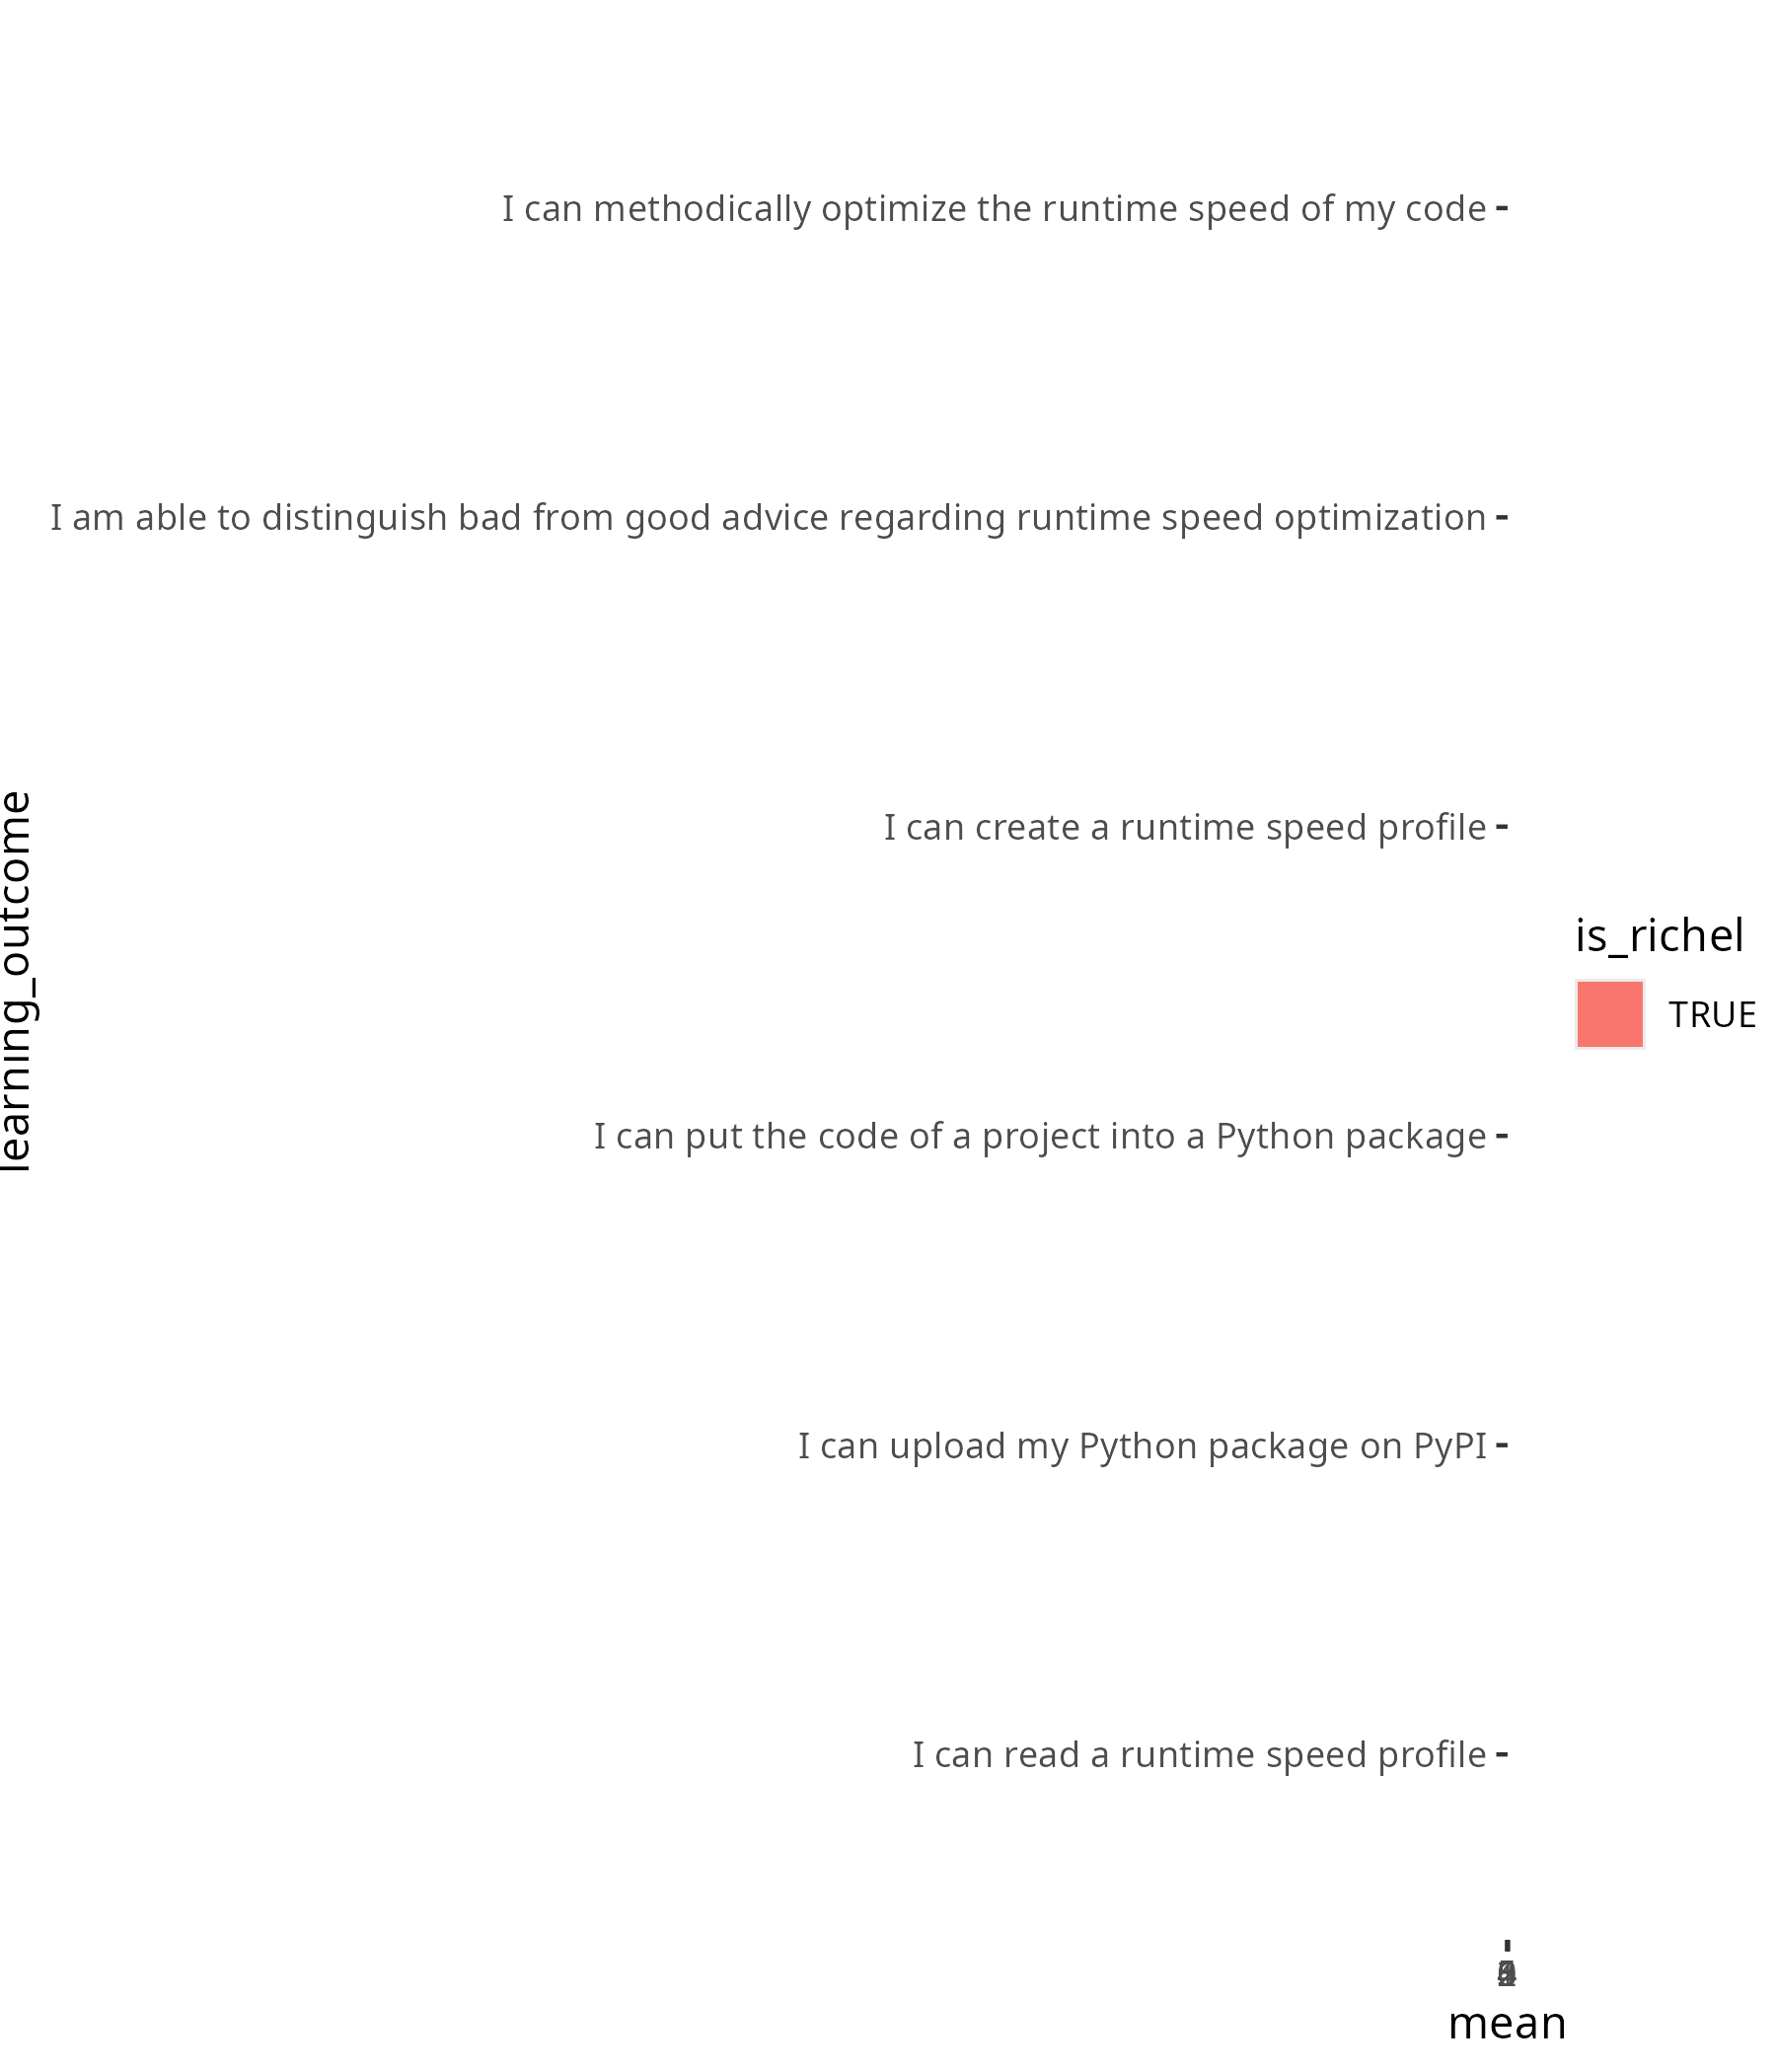 I can methodically optimize the runtime speed of my code
I am able to distinguish bad from good advice regarding runtime speed optimization
I can create a runtime speed profile
I can put the code of a project into a Python package
I can upload my Python package on PyPI
I can read a runtime speed profile
learning_outcome
mean
is_richel
TRUE